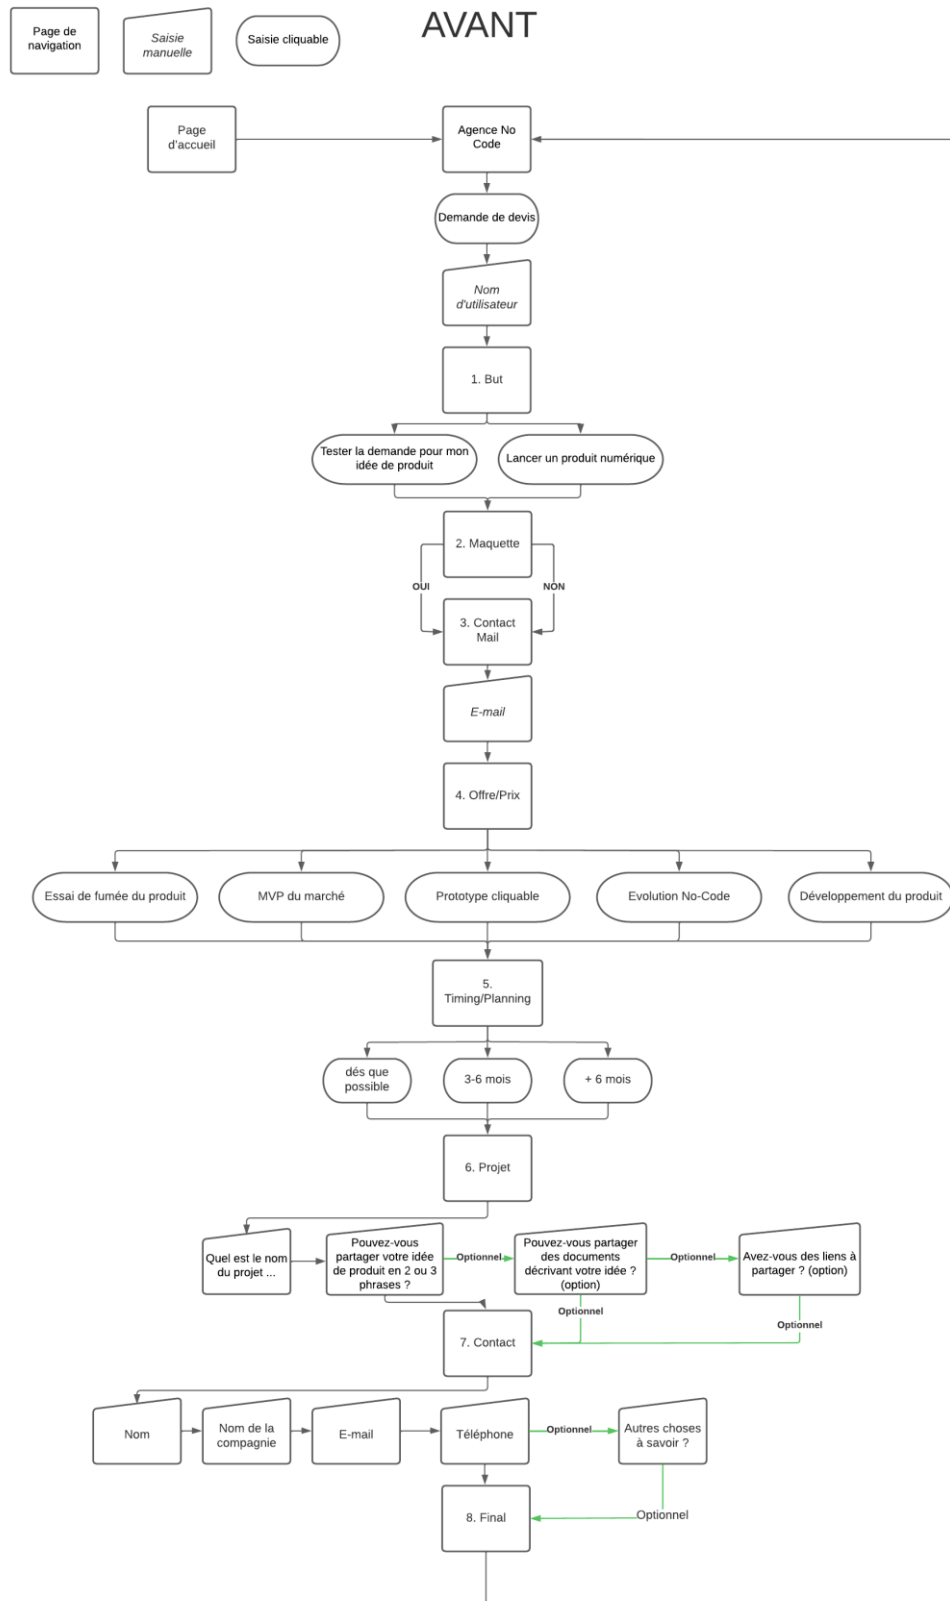 AVANT
Page de
navigation
Saisie
manuelle
Saisie cliquable
Page
d'accueil
Agence No
Code
Demande de devis
Nom
d'utilisateur
1. But
Tester la demande pour mon
idée de produit
Lancer un produit numérique
2. Maquette
OUI
NON
3. Contact
Mail
E-mail
4. Offre/Prix
Essai de fumée du produit
MVP du marché
Prototype cliquable
Evolution No-Code
Développement du produit
5.
Timing/Planning
dés que
possible
3-6 mois
+ 6 mois
6. Projet
Quel est le nom
du projet ...
Pouvez-vous
partager votre idée
de produit en 2 ou 3
phrases ?
Optionnel
Pouvez-vous partager
des documents
décrivant votre idée ?
(option)
Optionnel
Avez-vous des liens à
partager ? (option)
Optionnel
Optionnel
7. Contact
Nom
Nom de la
compagnie
E-mail
Téléphone
Optionnel
Autres choses
à savoir ?
8. Final
Optionnel